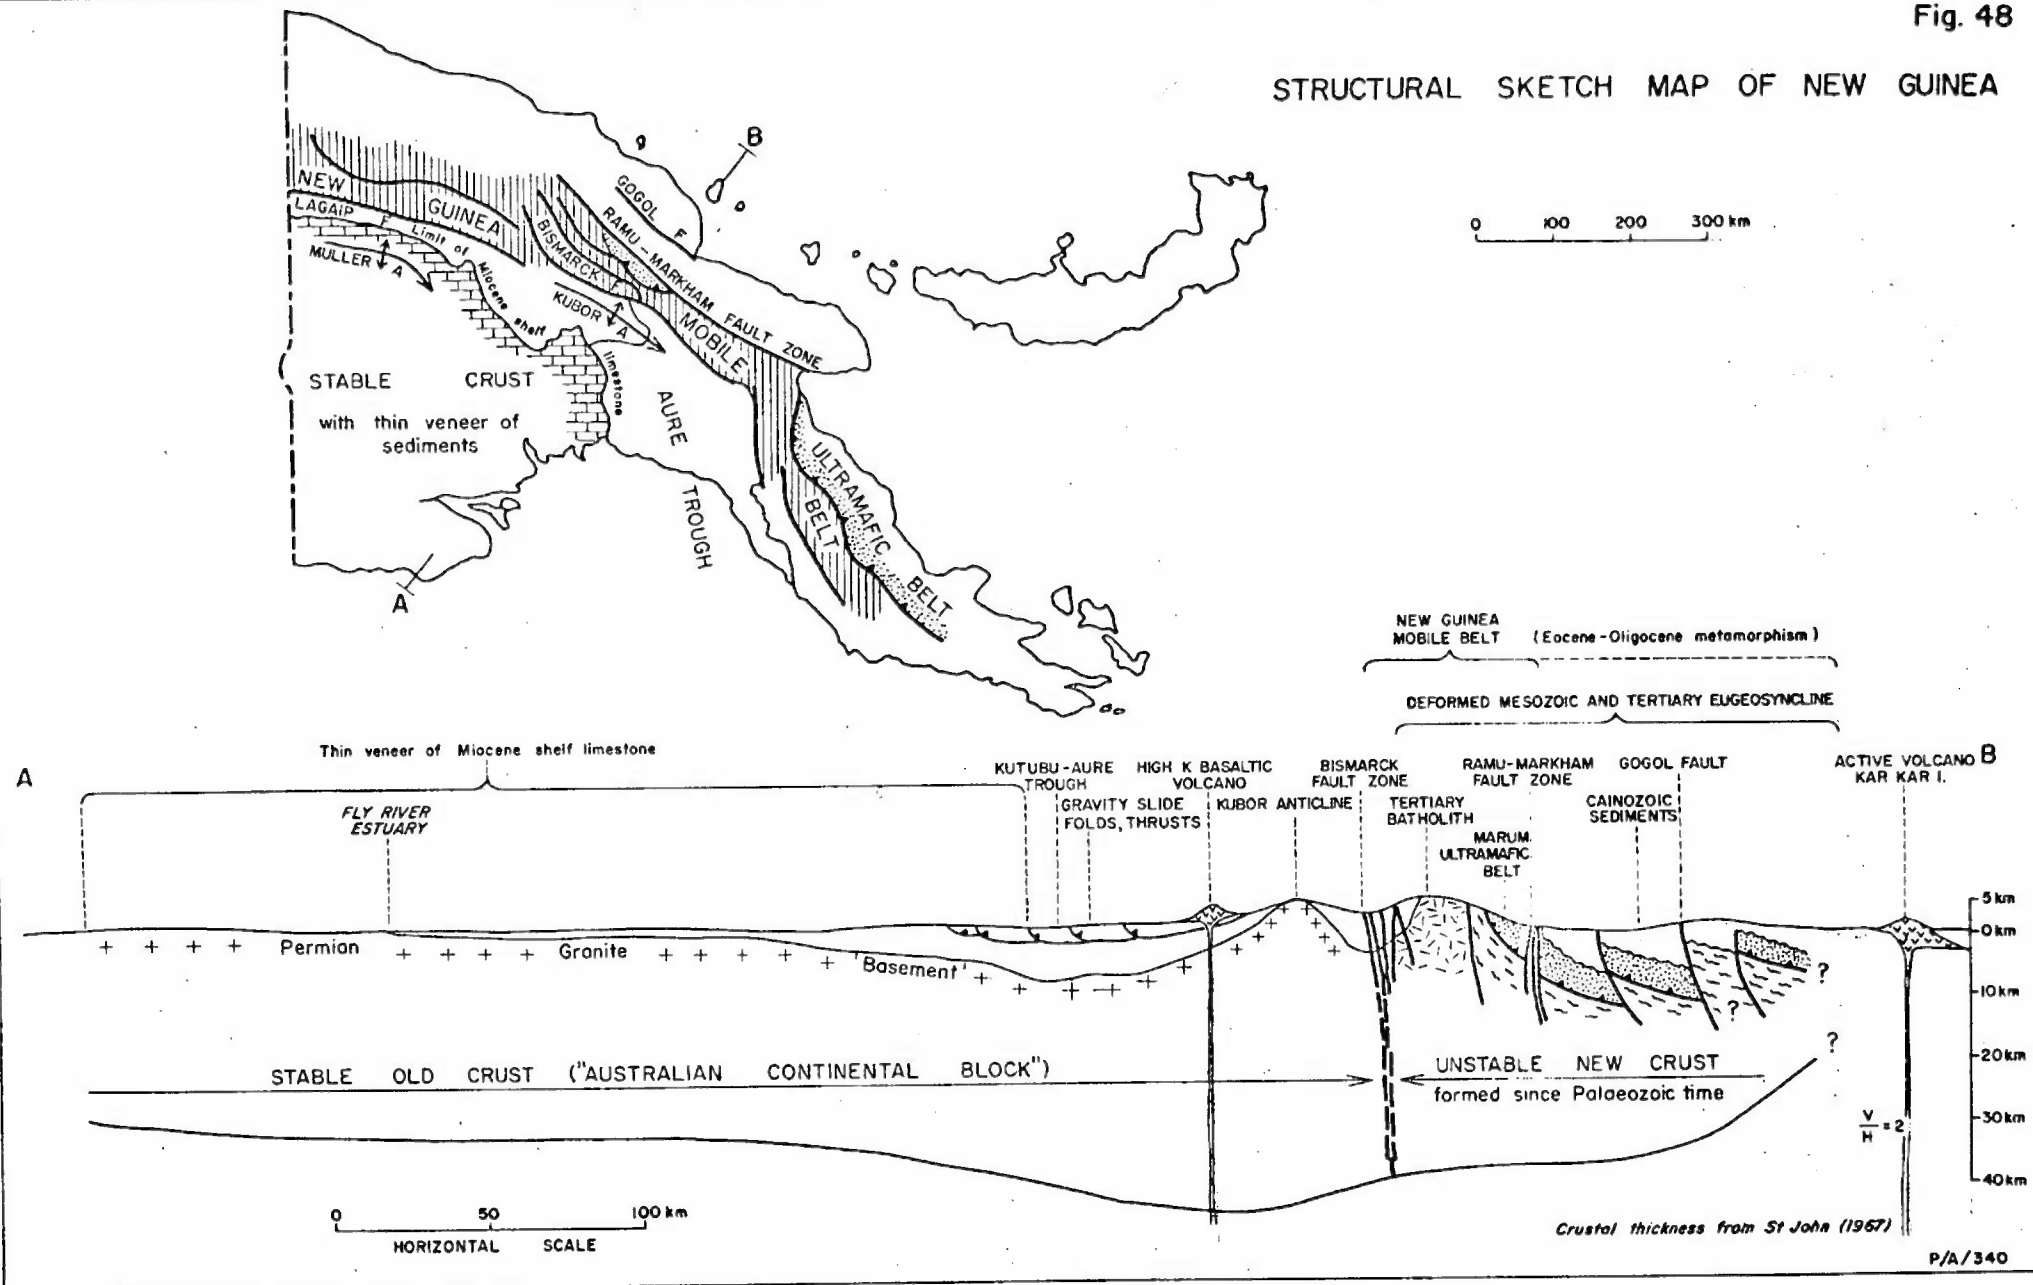 Fig. 48
STRUCTURAL SKETCH MAP OF NEW GUINEA
B
GOGOL F
NEW GUINEA
LAGAIP F
Limit of Miocene shelf limestone
MULLER A
BISMARCK F
RAMU - MARKHAM FAULT ZONE
KUBOR A
MOBILE
0 100 200 300 km
STABLE CRUST
with thin veneer of
sediments
AURE
TROUGH
ULTRAMAFIC
BELT
BELT
A
NEW GUINEA
MOBILE BELT (Eocene-Oligocene metamorphism)
DEFORMED MESOZOIC AND TERTIARY EUGEOSYNCLINE
A
Thin veneer of Miocene shelf limestone
FLY RIVER
ESTUARY
KUTUBU-AURE
TROUGH
GRAVITY SLIDE
FOLDS, THRUSTS
HIGH K BASALTIC
VOLCANO
KUBOR ANTICLINE
BISMARCK
FAULT ZONE
TERTIARY
BATHOLITH
RAMU-MARKHAM
FAULT ZONE
MARUM
ULTRAMAFIC
BELT
GOGOL FAULT
CAINOZOIC
SEDIMENTS
ACTIVE VOLCANO
KAR KAR I.
B
5 km
0 km
10 km
20 km
30 km
40 km
Permian Granite 'Basement'
?
?
?
STABLE OLD CRUST ("AUSTRALIAN CONTINENTAL BLOCK")
UNSTABLE NEW CRUST
formed since Palaeozoic time
V/H = 2
0 50 100 km
HORIZONTAL SCALE
Crustal thickness from St John (1967)
P/A/340